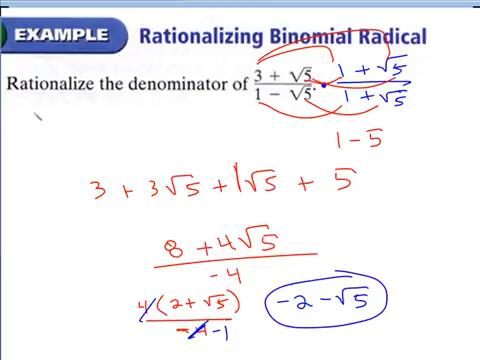 EXAMPLE Rationalizing Binomial Radical
Rationalize the denominator of (3 + √5)/(1 − √5). · (1 + √5)/(1 + √5)
1 − 5
3 + 3√5 + 1√5 + 5
8 + 4√5
−4
4(2 + √5)
−4 −1
−2 − √5